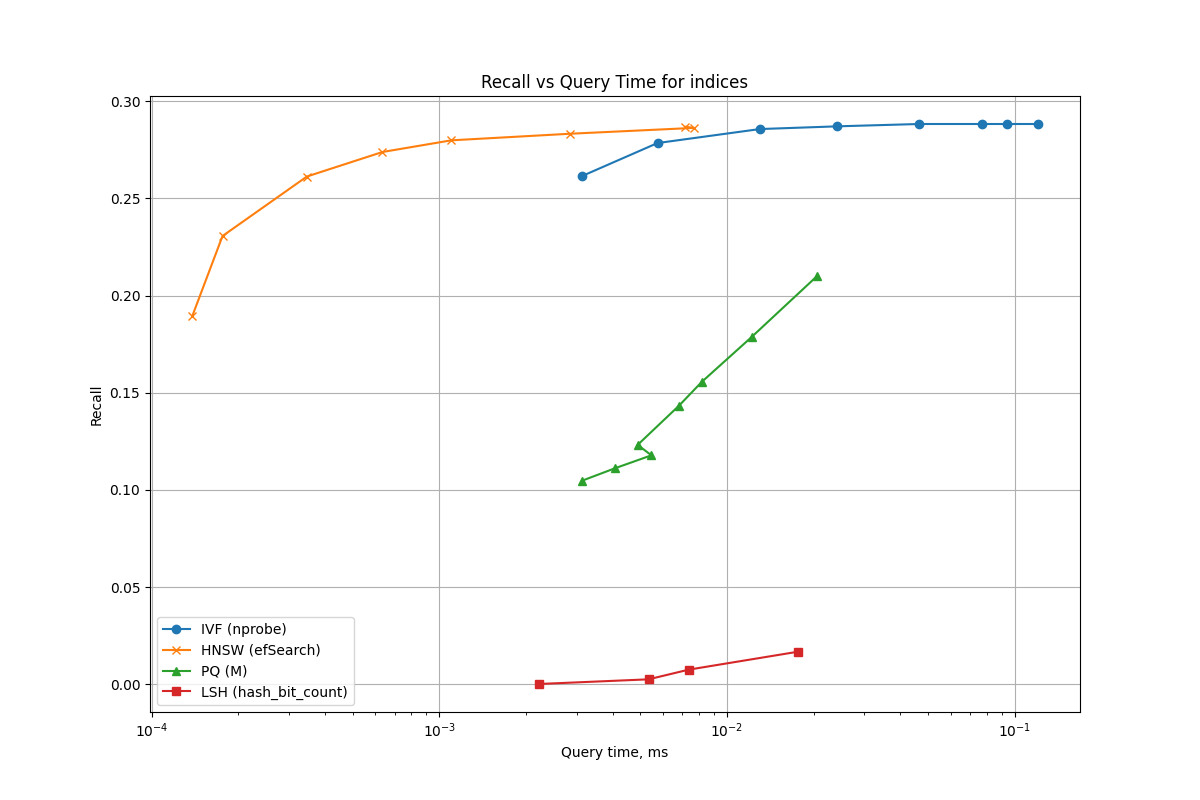 Recall vs Query Time for indices
Recall
0.30
0.25
0.20
0.15
0.10
0.05
0.00
IVF (nprobe)
HNSW (efSearch)
PQ (M)
LSH (hash_bit_count)
10⁻⁴ 10⁻³ 10⁻² 10⁻¹
Query time, ms